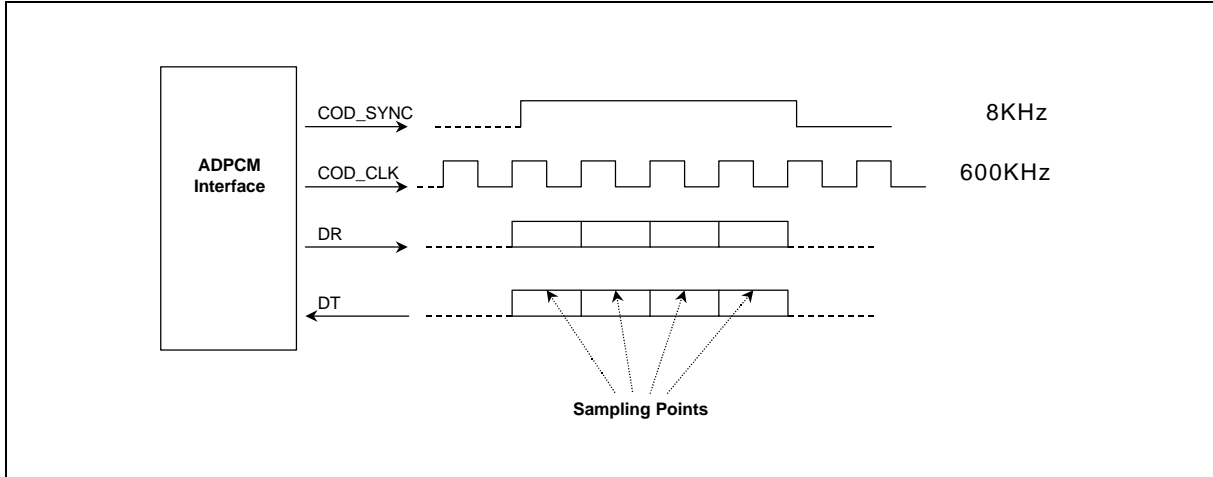 COD_SYNC
8KHz
ADPCM
Interface
COD_CLK
600KHz
DR
DT
Sampling Points